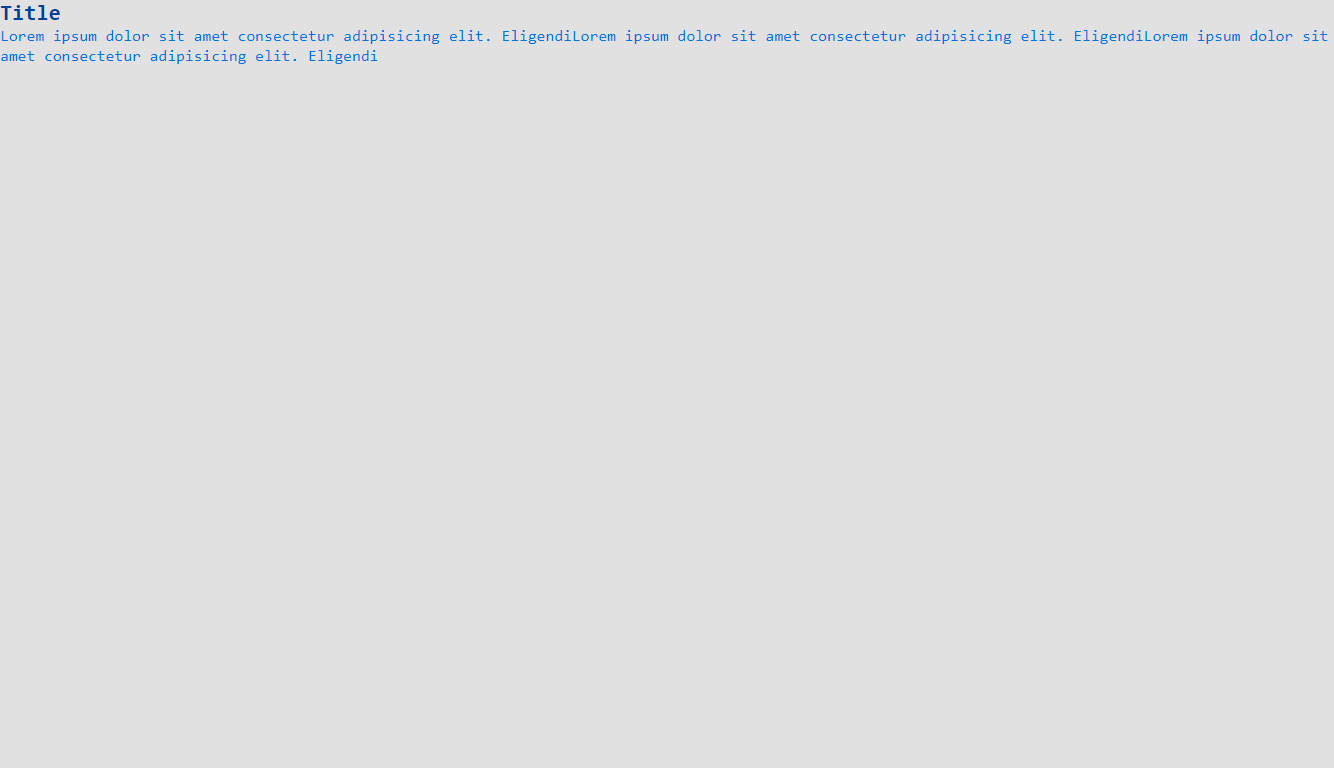 Title
Lorem ipsum dolor sit amet consectetur adipisicing elit. EligendiLorem ipsum dolor sit amet consectetur adipisicing elit. EligendiLorem ipsum dolor sit
amet consectetur adipisicing elit. Eligendi